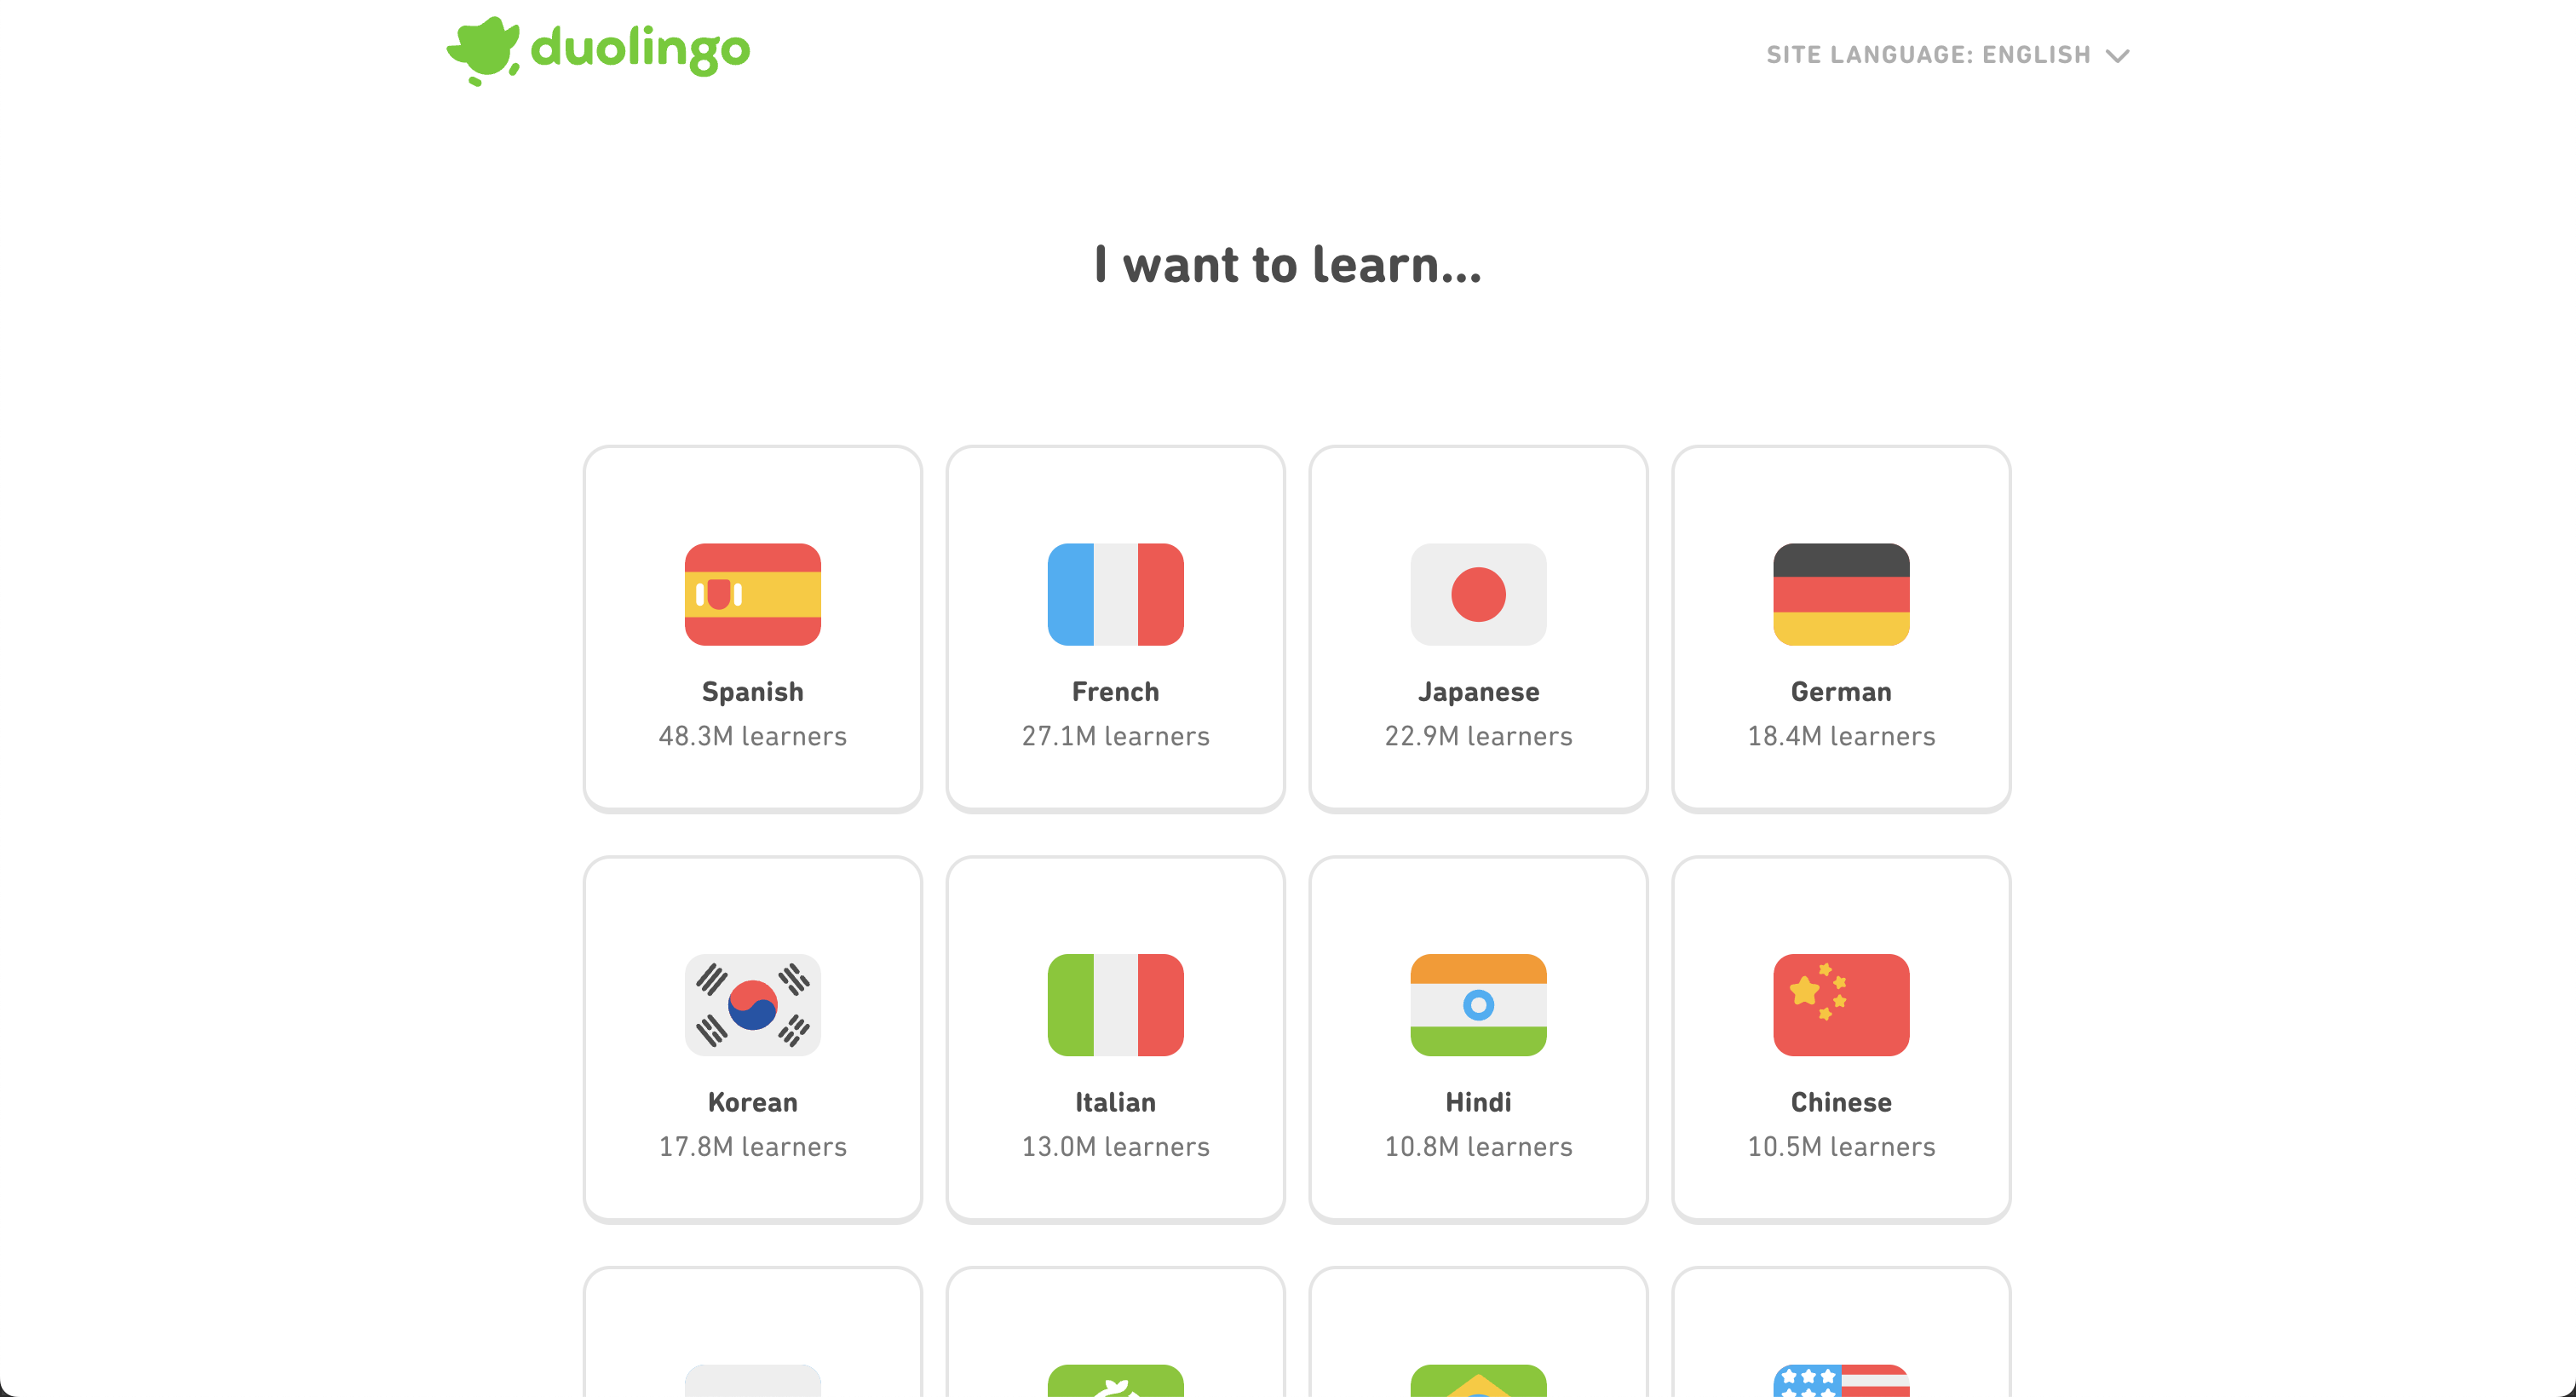 duolingo
SITE LANGUAGE: ENGLISH
I want to learn...
Spanish
48.3M learners
French
27.1M learners
Japanese
22.9M learners
German
18.4M learners
Korean
17.8M learners
Italian
13.0M learners
Hindi
10.8M learners
Chinese
10.5M learners